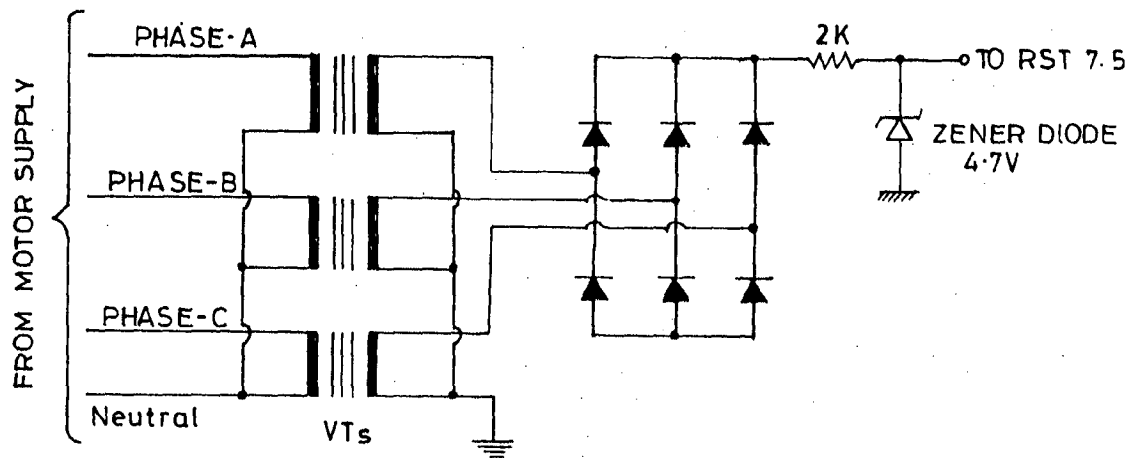 PHASE-A
2K
TO RST 7.5
ZENER DIODE
4.7V
PHASE-B
FROM MOTOR SUPPLY
PHASE-C
Neutral
VTs